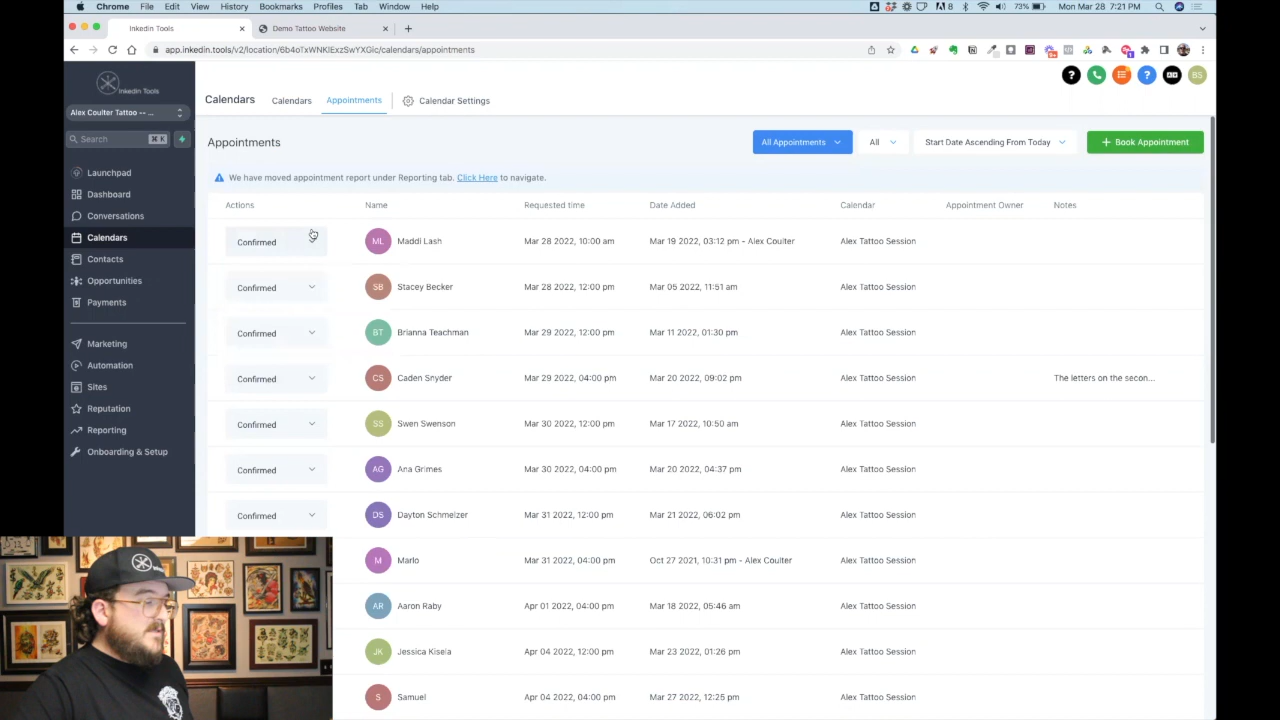 Chrome File Edit View History Bookmarks Profiles Tab Window Help 8 73% Mon Mar 28 7:21 PM
Inkedin Tools Demo Tattoo Website
app.inkedin.tools/v2/location/6b4oTxWNKlExzSwYXGic/calendars/appointments
Inkedin Tools
Alex Coulter Tattoo -- ...
Search ⌘ K
Launchpad
Dashboard
Conversations
Calendars
Contacts
Opportunities
Payments
Marketing
Automation
Sites
Reputation
Reporting
Onboarding & Setup
BS
Calendars Calendars Appointments Calendar Settings
Appointments All Appointments All Start Date Ascending From Today + Book Appointment
We have moved appointment report under Reporting tab. Click Here to navigate.
Actions Name Requested time Date Added Calendar Appointment Owner Notes
Confirmed ML Maddi Lash Mar 28 2022, 10:00 am Mar 19 2022, 03:12 pm - Alex Coulter Alex Tattoo Session
Confirmed SB Stacey Becker Mar 28 2022, 12:00 pm Mar 05 2022, 11:51 am Alex Tattoo Session
Confirmed BT Brianna Teachman Mar 29 2022, 12:00 pm Mar 11 2022, 01:30 pm Alex Tattoo Session
Confirmed CS Caden Snyder Mar 29 2022, 04:00 pm Mar 20 2022, 09:02 pm Alex Tattoo Session The letters on the secon...
Confirmed SS Swen Swenson Mar 30 2022, 12:00 pm Mar 17 2022, 10:50 am Alex Tattoo Session
Confirmed AG Ana Grimes Mar 30 2022, 04:00 pm Mar 20 2022, 04:37 pm Alex Tattoo Session
Confirmed DS Dayton Schmelzer Mar 31 2022, 12:00 pm Mar 21 2022, 06:02 pm Alex Tattoo Session
M Marlo Mar 31 2022, 04:00 pm Oct 27 2021, 10:31 pm - Alex Coulter Alex Tattoo Session
AR Aaron Raby Apr 01 2022, 04:00 pm Mar 18 2022, 05:46 am Alex Tattoo Session
JK Jessica Kisela Apr 04 2022, 12:00 pm Mar 23 2022, 01:26 pm Alex Tattoo Session
S Samuel Apr 04 2022, 04:00 pm Mar 27 2022, 12:25 pm Alex Tattoo Session